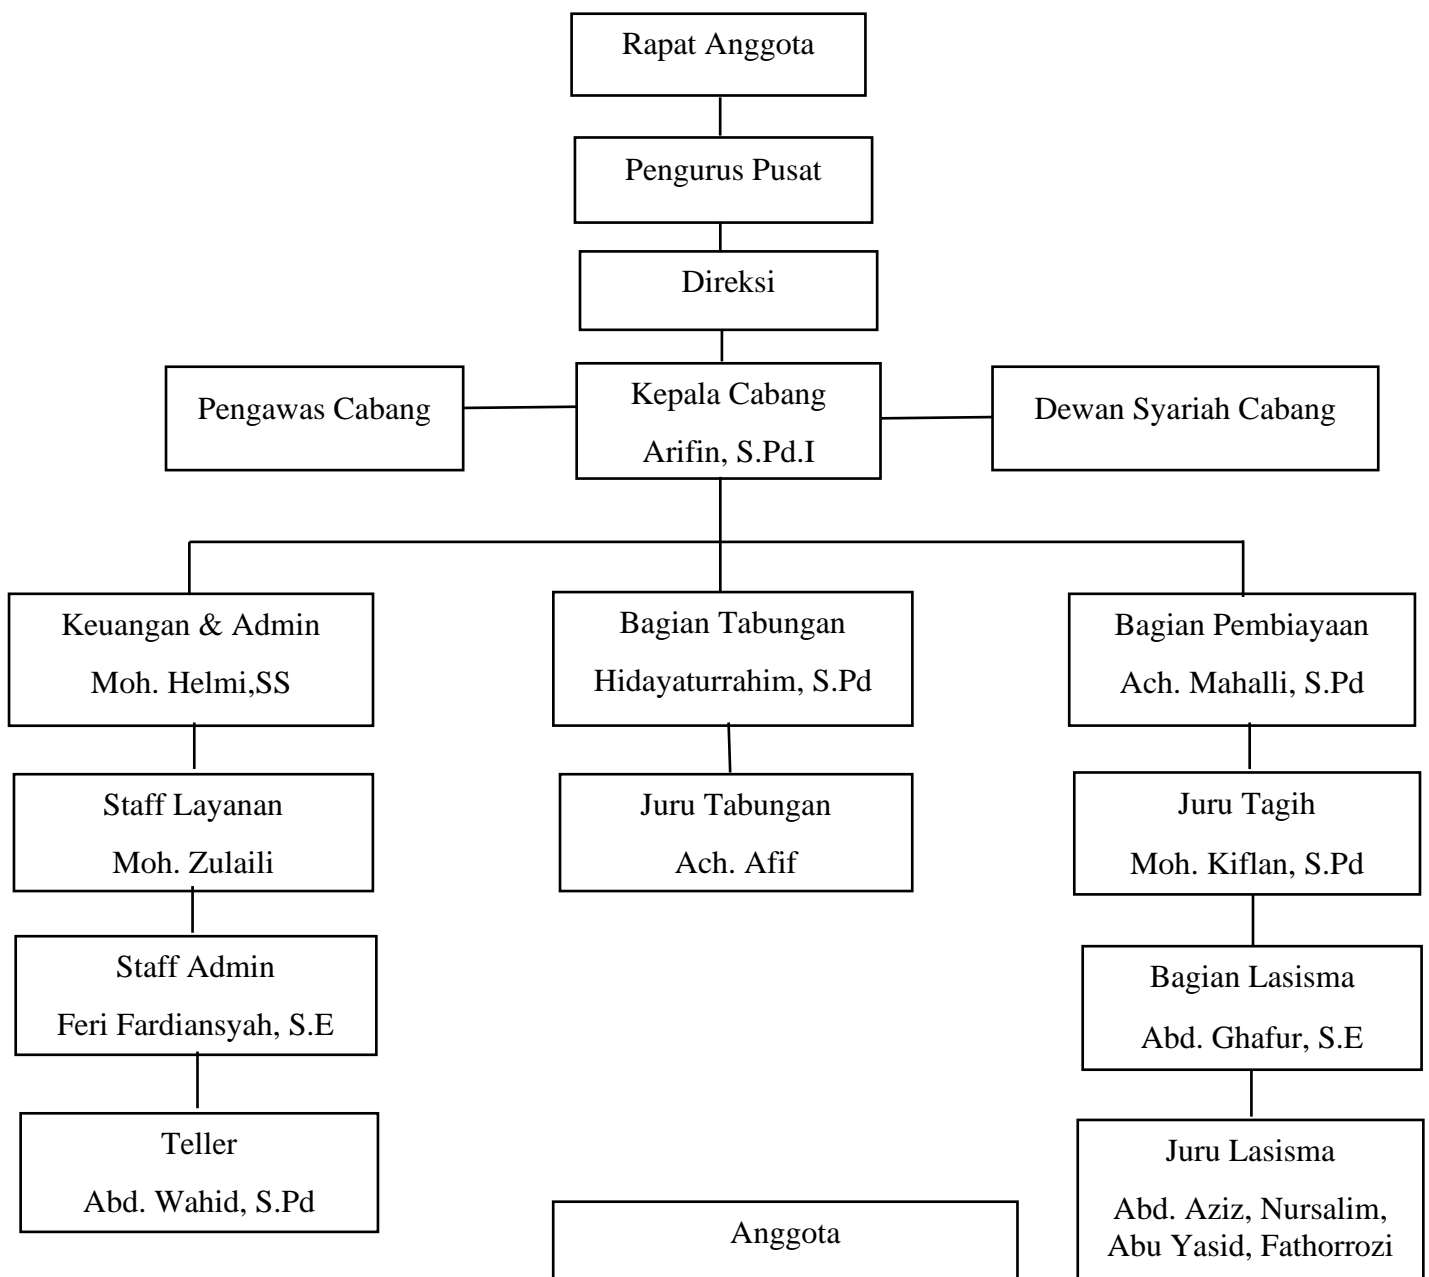 Rapat Anggota
Pengurus Pusat
Direksi
Pengawas Cabang
Kepala Cabang
Arifin, S.Pd.I
Dewan Syariah Cabang
Keuangan & Admin
Moh. Helmi,SS
Bagian Tabungan
Hidayaturrahim, S.Pd
Bagian Pembiayaan
Ach. Mahalli, S.Pd
Staff Layanan
Moh. Zulaili
Juru Tabungan
Ach. Afif
Juru Tagih
Moh. Kiflan, S.Pd
Staff Admin
Feri Fardiansyah, S.E
Bagian Lasisma
Abd. Ghafur, S.E
Teller
Abd. Wahid, S.Pd
Juru Lasisma
Abd. Aziz, Nursalim,
Abu Yasid, Fathorrozi
Anggota